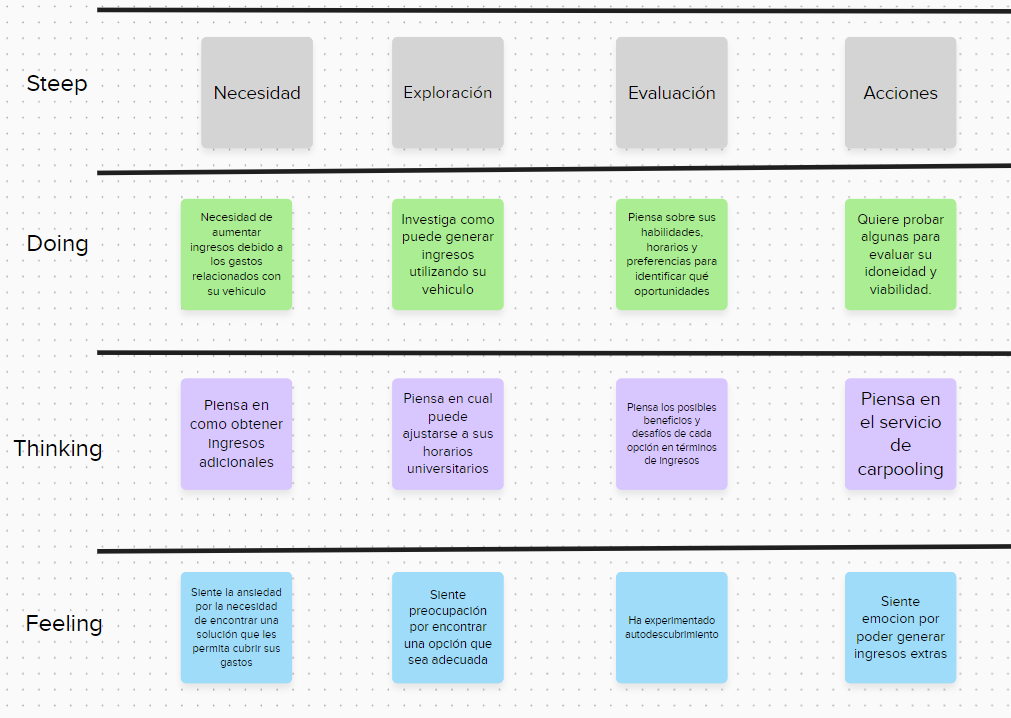 Steep
Necesidad
Exploración
Evaluación
Acciones
Doing
Necesidad de
aumentar
ingresos debido a
los gastos
relacionados con
su vehiculo
Investiga como
puede generar
ingresos
utilizando su
vehiculo
Piensa sobre sus
habilidades,
horarios y
preferencias para
identificar qué
oportunidades
Quiere probar
algunas para
evaluar su
idoneidad y
viabilidad.
Thinking
Piensa en
como obtener
ingresos
adicionales
Piensa en cual
puede
ajustarse a sus
horarios
universitarios
Piensa los posibles
beneficios y
desafíos de cada
opción en términos
de ingresos
Piensa en
el servicio
de
carpooling
Feeling
Siente la ansiedad
por la necesidad
de encontrar una
solución que les
permita cubrir sus
gastos
Siente
preocupación
por encontrar
una opción que
sea adecuada
Ha experimentado
autodescubrimiento
Siente
emocion por
poder generar
ingresos extras